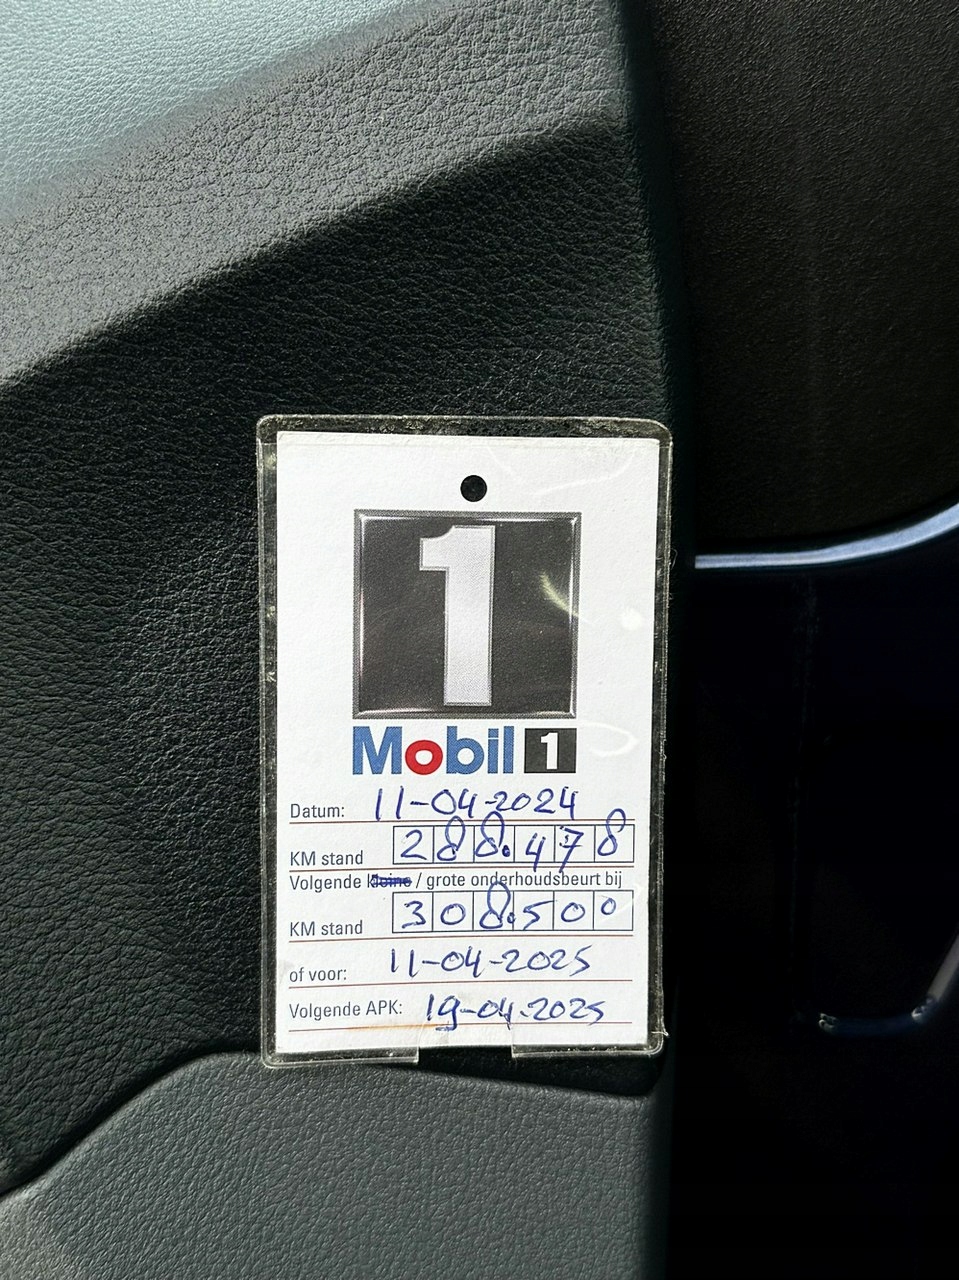 1
Mobil 1
Datum: 11-04-2024
KM stand 288.478
Volgende kleine / grote onderhoudsbeurt bij
KM stand 308.500
of voor: 11-04-2025
Volgende APK: 19-04-2025